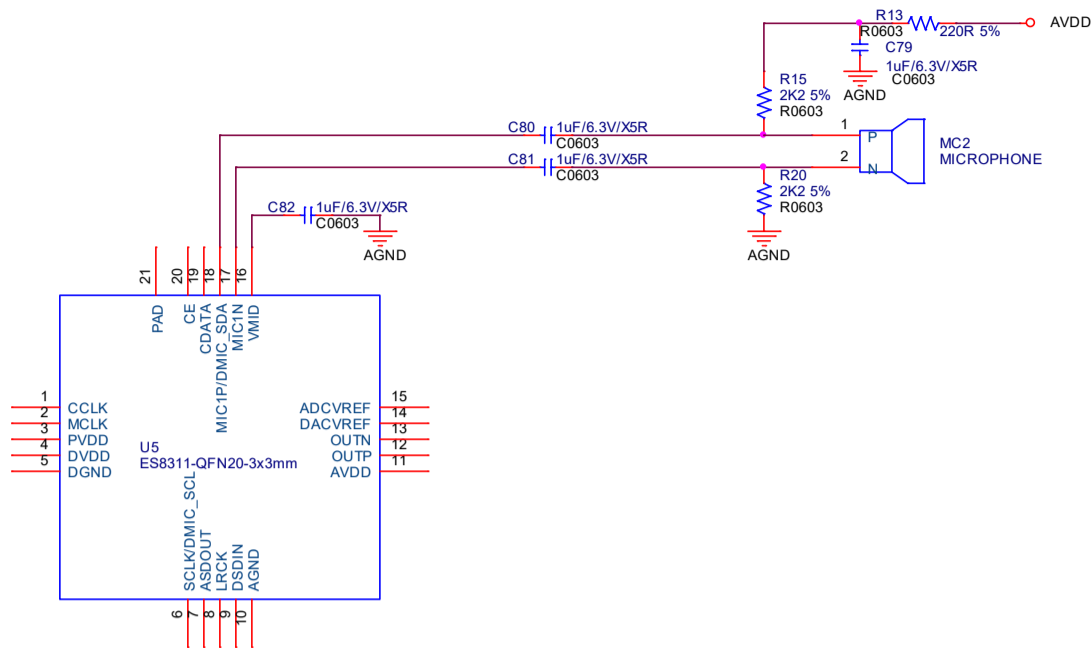 R13
AVDD
R0603
220R 5%
C79
1uF/6.3V/X5R
C0603
AGND
R15
2K2 5%
R0603
C80
1uF/6.3V/X5R
C0603
1
P
MC2
MICROPHONE
C81
1uF/6.3V/X5R
C0603
2
N
R20
2K2 5%
R0603
AGND
C82
1uF/6.3V/X5R
C0603
AGND
21
20
19
18
17
16
PAD
CE
CDATA
MIC1P/DMIC_SDA
MIC1N
VMID
1
CCLK
2
MCLK
3
PVDD
4
DVDD
5
DGND
15
ADCVREF
14
DACVREF
13
OUTN
12
OUTP
11
AVDD
U5
ES8311-QFN20-3x3mm
SCLK/DMIC_SCL
ASDOUT
LRCK
DSDIN
AGND
6
7
8
9
10